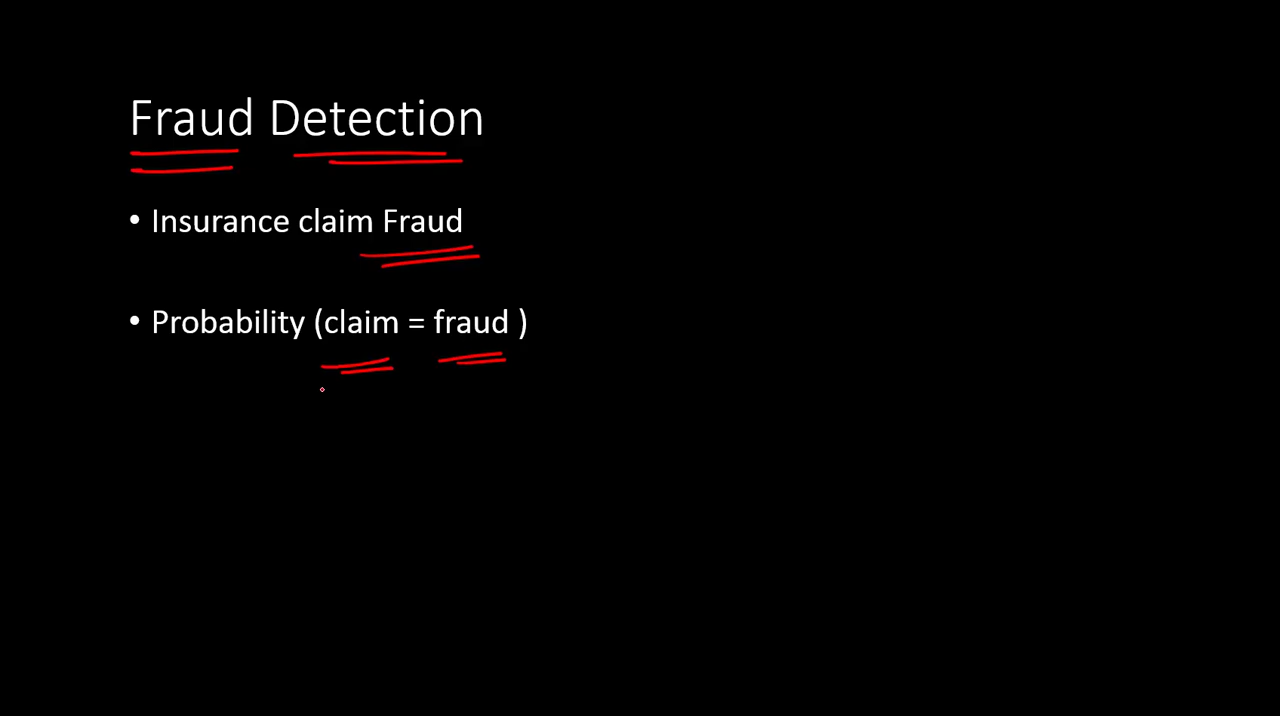 Fraud Detection
• Insurance claim Fraud
• Probability (claim = fraud )